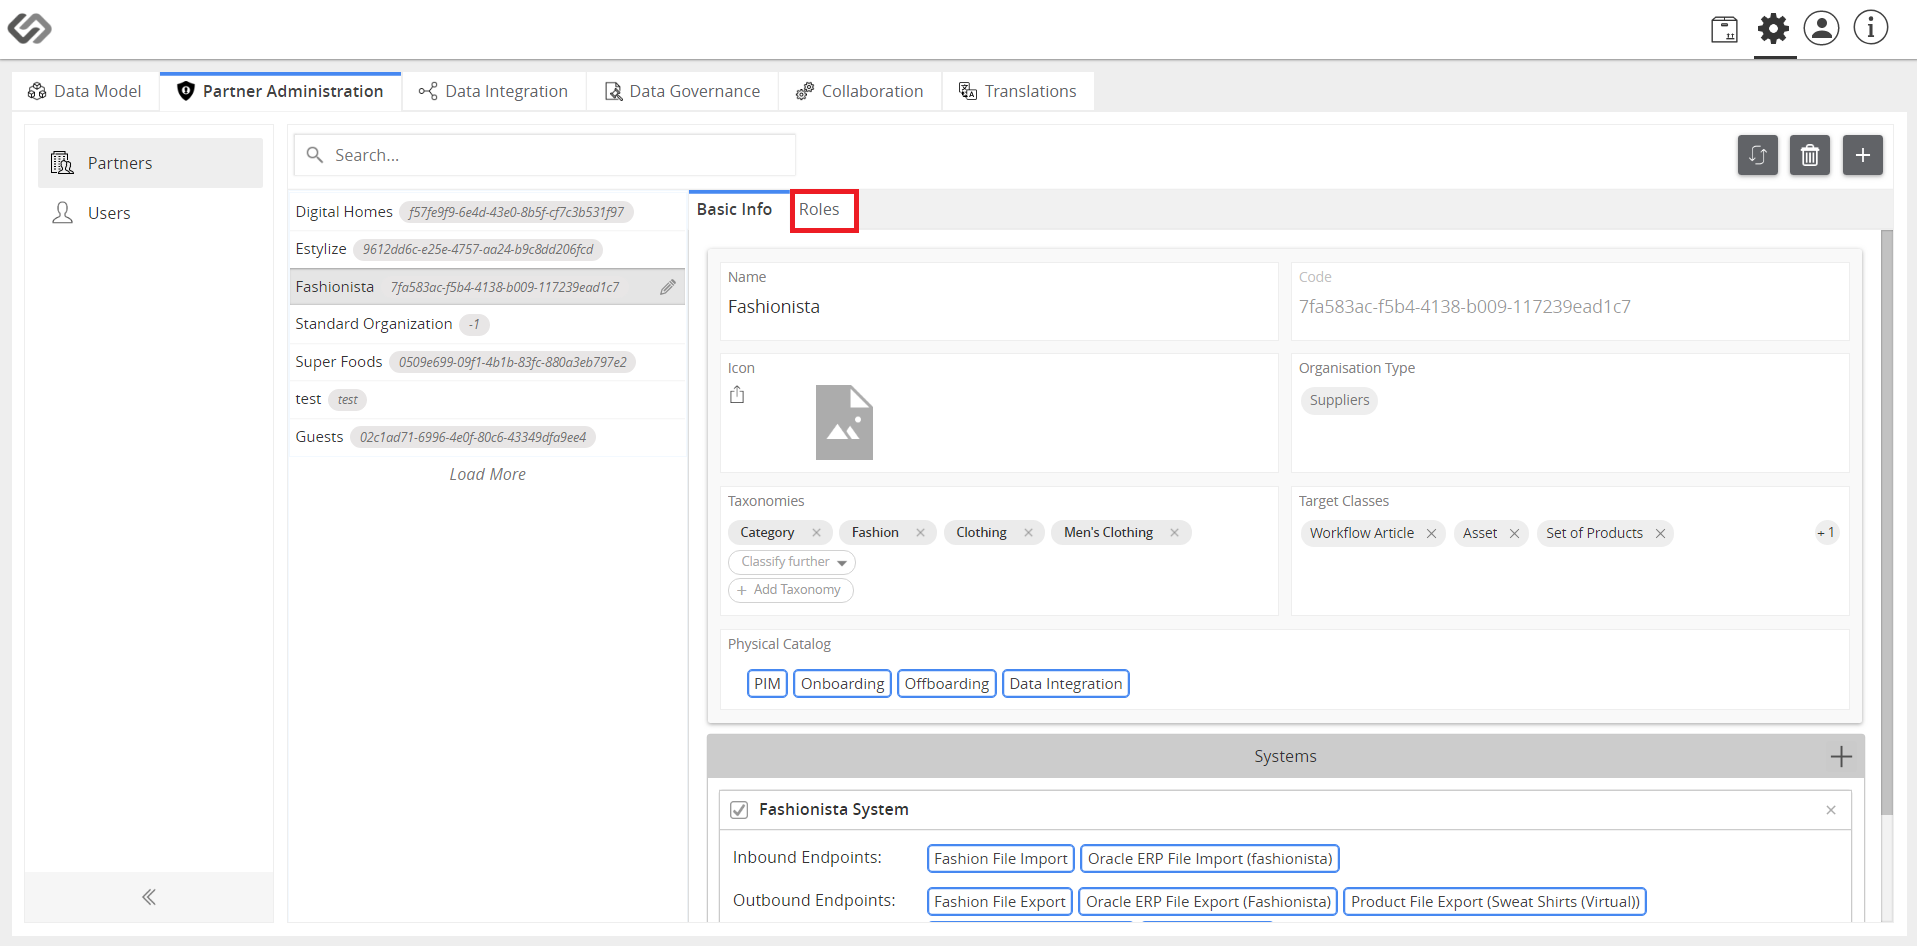 Data Model
Partner Administration
Data Integration
Data Governance
Collaboration
Translations
Partners
Users
Search...
Digital Homes f57fe9f9-6e4d-43e0-8b5f-cf7c3b531f97
Estylize 9612dd6c-e25e-4757-aa24-b9c8dd206fcd
Fashionista 7fa583ac-f5b4-4138-b009-117239ead1c7
Standard Organization -1
Super Foods 0509e699-09f1-4b1b-83fc-880a3eb797e2
test test
Guests 02c1ad71-6996-4e0f-80c6-43349dfa9ee4
Load More
Basic Info
Roles
Name
Fashionista
Code
7fa583ac-f5b4-4138-b009-117239ead1c7
Icon
Organisation Type
Suppliers
Taxonomies
Category × Fashion × Clothing × Men's Clothing ×
Classify further
+ Add Taxonomy
Target Classes
Workflow Article × Asset × Set of Products × + 1
Physical Catalog
PIM Onboarding Offboarding Data Integration
Systems
Fashionista System
Inbound Endpoints: Fashion File Import Oracle ERP File Import (fashionista)
Outbound Endpoints: Fashion File Export Oracle ERP File Export (Fashionista) Product File Export (Sweat Shirts (Virtual))